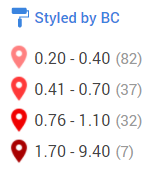 Styled by BC
0.20 - 0.40 (82)
0.41 - 0.70 (37)
0.76 - 1.10 (32)
1.70 - 9.40 (7)